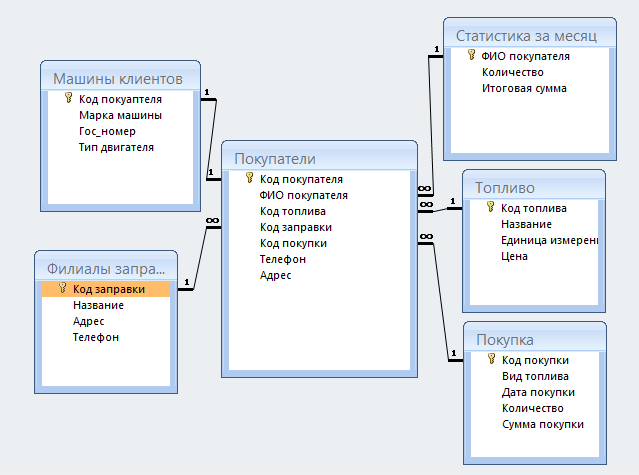 Машины клиентов
Код покуаптеля
Марка машины
Гос_номер
Тип двигателя
1
1
Покупатели
Код покупателя
ФИО покупателя
Код топлива
Код заправки
Код покупки
Телефон
Адрес
Статистика за месяц
ФИО покупателя
Количество
Итоговая сумма
1
∞
Топливо
Код топлива
Название
Единица измерен
Цена
1
∞
Филиалы запра...
Код заправки
Название
Адрес
Телефон
1
∞
Покупка
Код покупки
Вид топлива
Дата покупки
Количество
Сумма покупки
1
∞